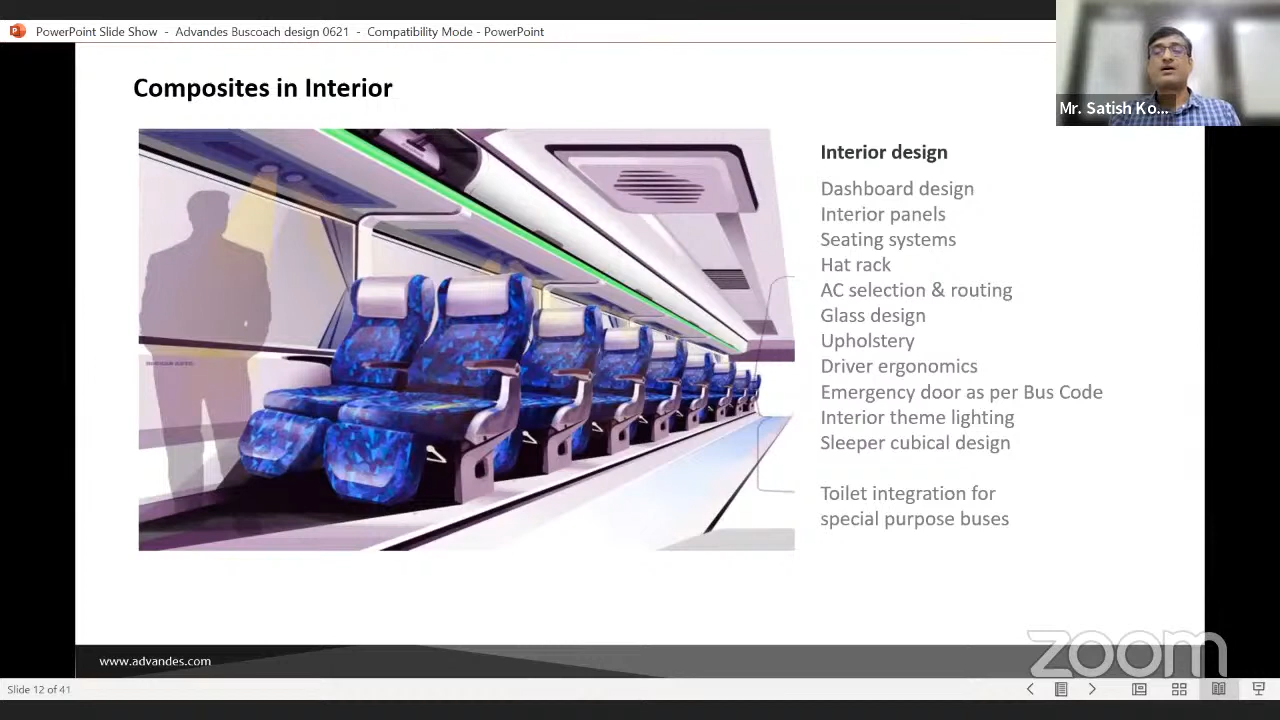 PowerPoint Slide Show - Advandes Buscoach design 0621 - Compatibility Mode - PowerPoint
Mr. Satish Ko...
Composites in Interior
Interior design
Dashboard design
Interior panels
Seating systems
Hat rack
AC selection & routing
Glass design
Upholstery
Driver ergonomics
Emergency door as per Bus Code
Interior theme lighting
Sleeper cubical design
Toilet integration for
special purpose buses
www.advandes.com
zoom
Slide 12 of 41